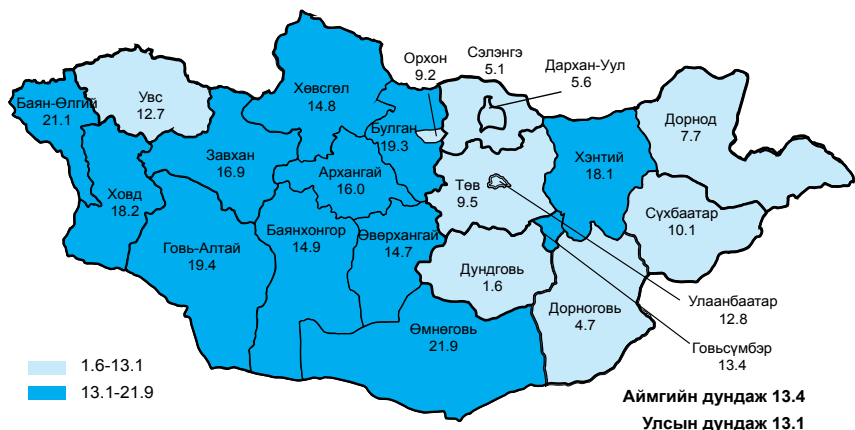 Орхон
9.2
Сэлэнгэ
5.1
Дархан-Уул
5.6
Баян-Өлгий
21.1
Увс
12.7
Хөвсгөл
14.8
Булган
19.3
Дорнод
7.7
Завхан
16.9
Архангай
16.0
Хэнтий
18.1
Ховд
18.2
Төв
9.5
Сүхбаатар
10.1
Говь-Алтай
19.4
Баянхонгор
14.9
Өвөрхангай
14.7
Дундговь
1.6
Дорноговь
4.7
Улаанбаатар
12.8
Өмнөговь
21.9
Говьсүмбэр
13.4
1.6-13.1
13.1-21.9
Аймгийн дундаж 13.4
Улсын дундаж 13.1